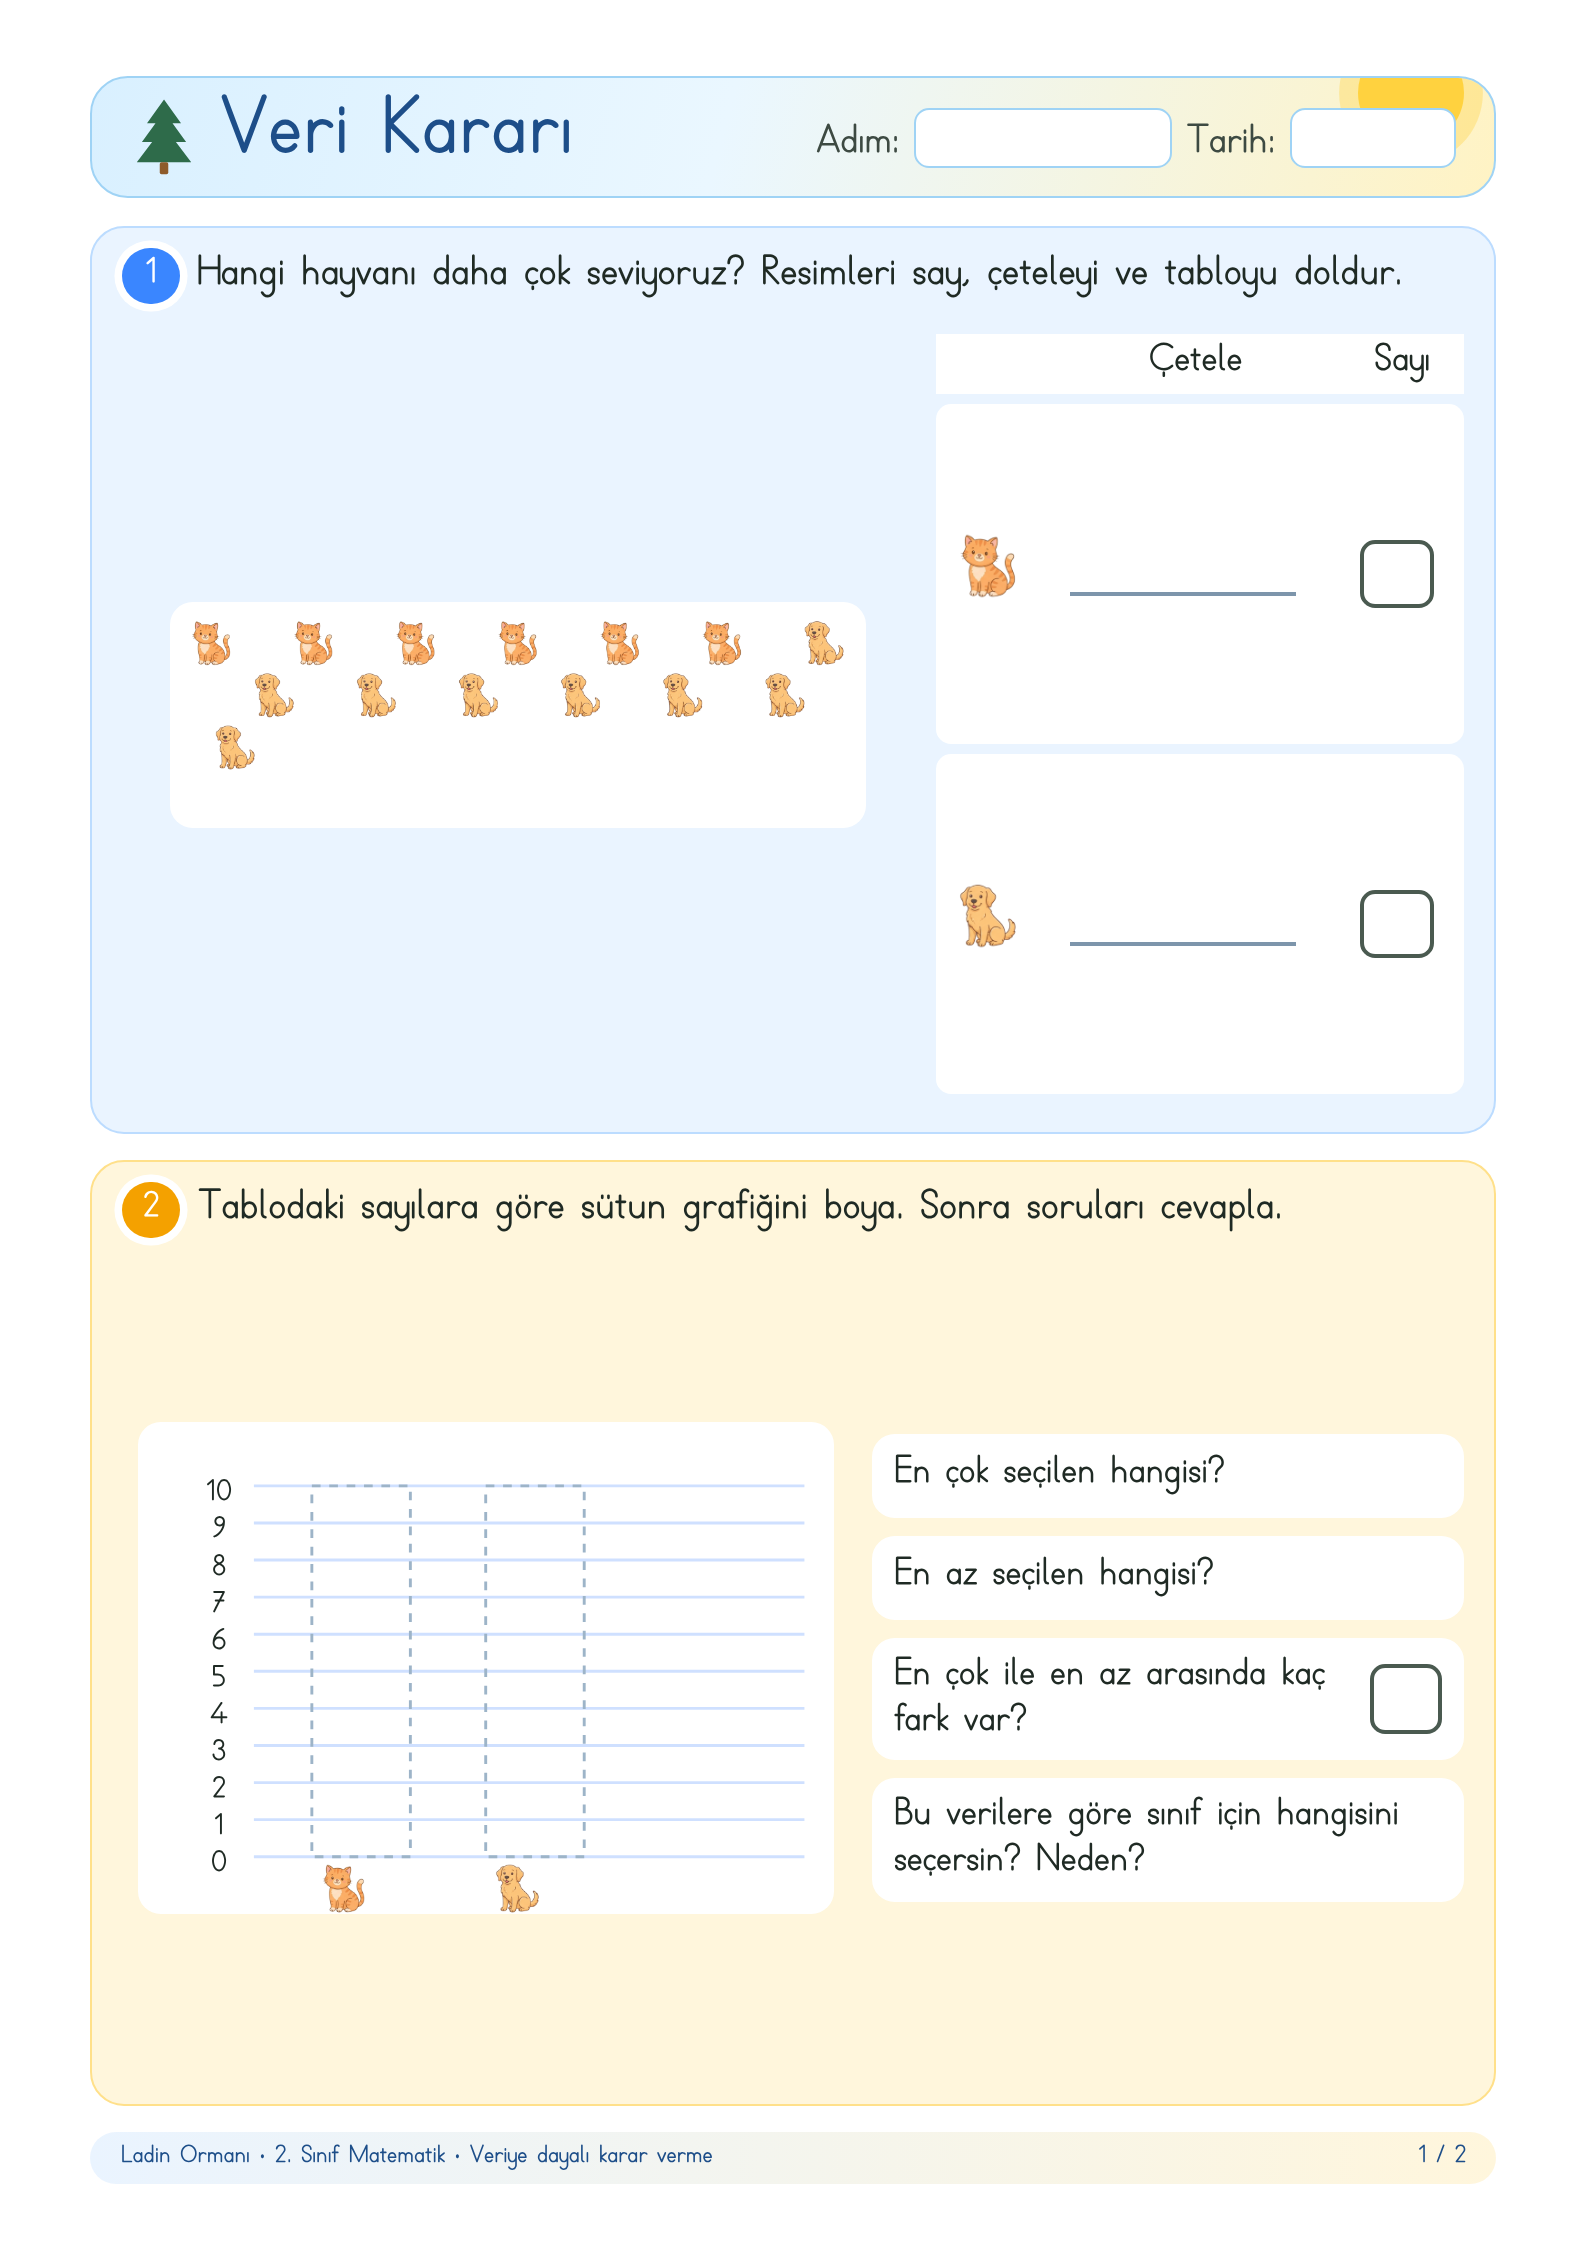 Veri Kararı
Adım:
Tarih:
1 Hangi hayvanı daha çok seviyoruz? Resimleri say, çeteleyi ve tabloyu doldur.
Çetele Sayı
2 Tablodaki sayılara göre sütun grafiğini boya. Sonra soruları cevapla.
10
9
8
7
6
5
4
3
2
1
0
En çok seçilen hangisi?
En az seçilen hangisi?
En çok ile en az arasında kaç
fark var?
Bu verilere göre sınıf için hangisini
seçersin? Neden?
Ladin Ormanı • 2. Sınıf Matematik • Veriye dayalı karar verme
1 / 2